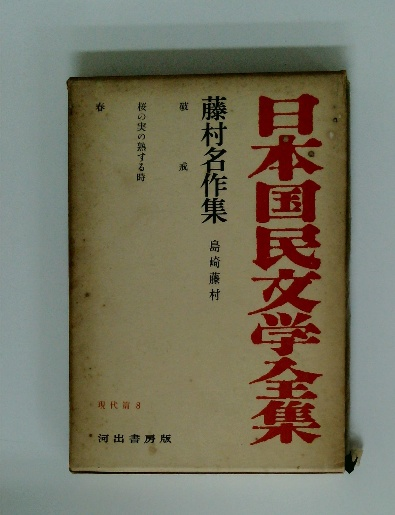 日本国民文学全集
藤村名作集 島崎藤村
破戒
桜の実の熟する時
春
現代篇 8
河出書房版